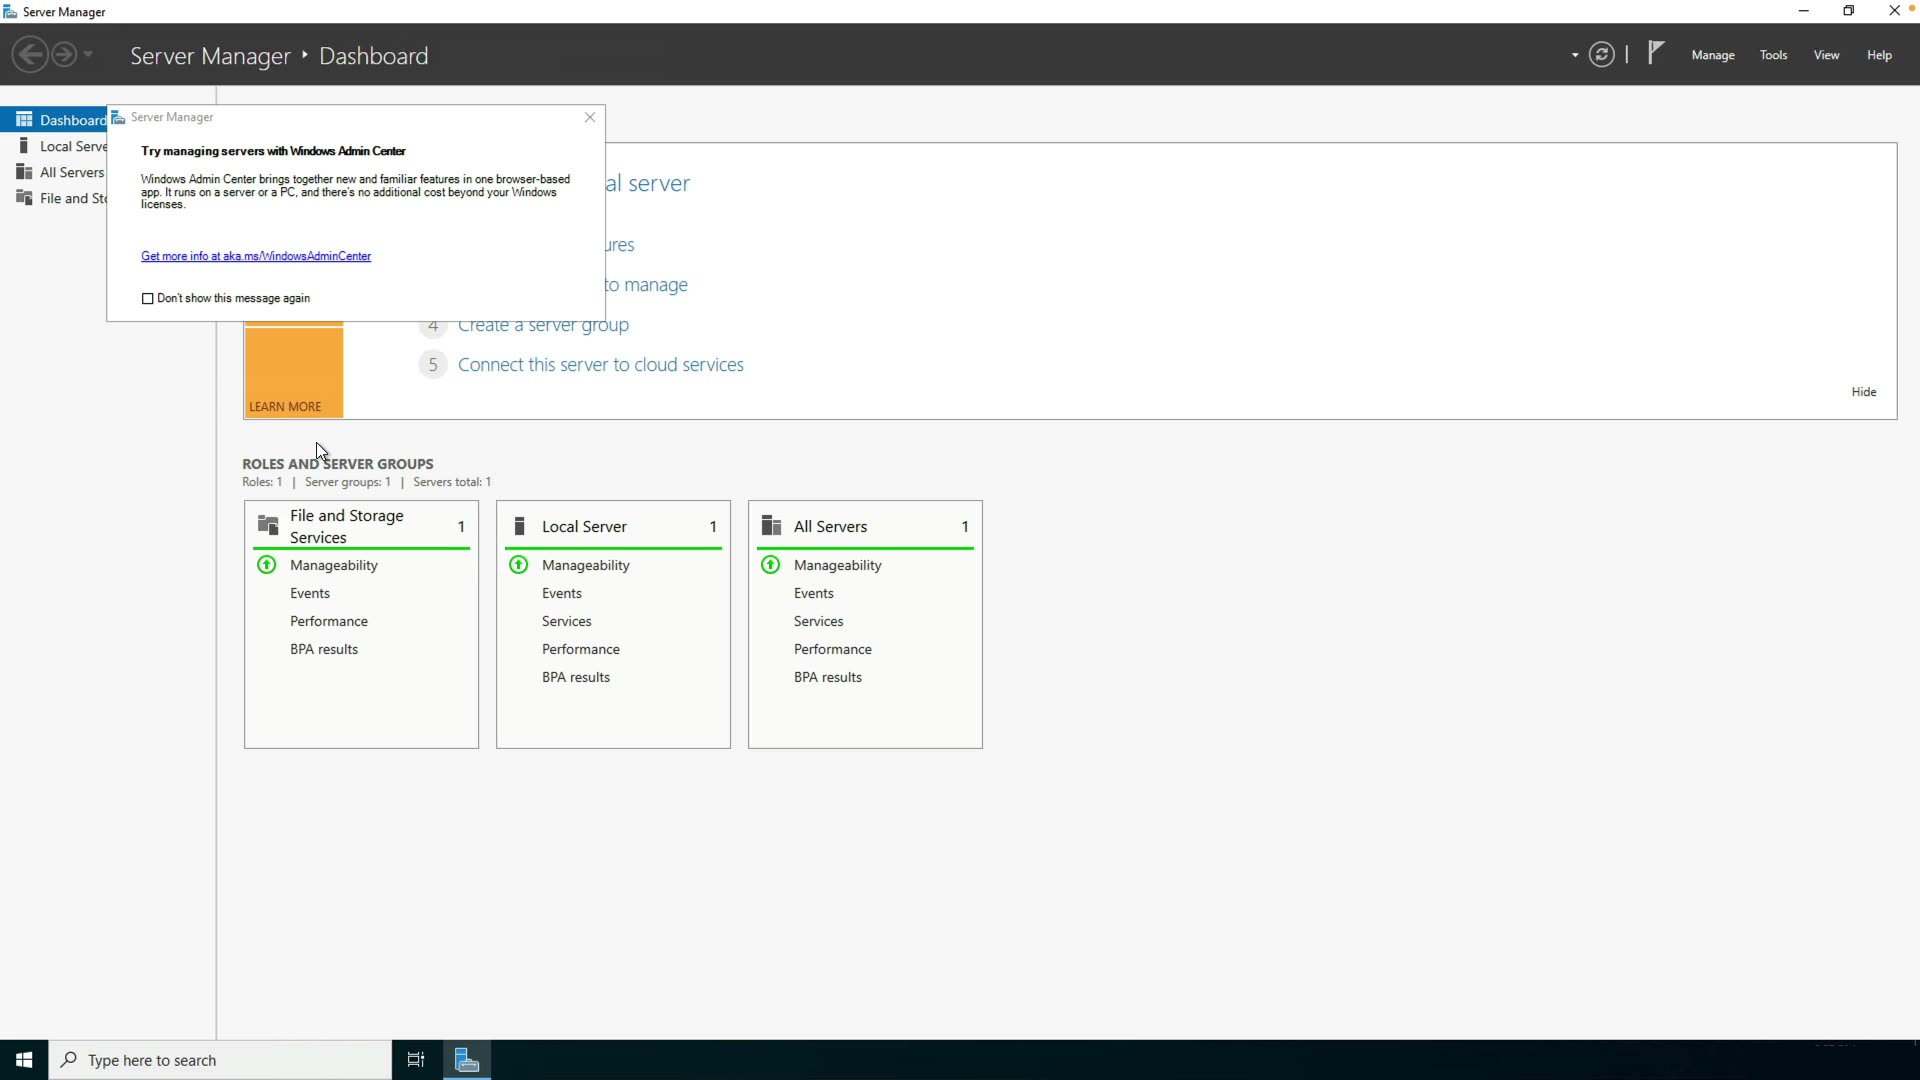 Server Manager
Server Manager
Dashboard
Manage
Tools
View
Help
Dashboard
Local Serve
All Servers
File and Sto
Server Manager
Try managing servers with Windows Admin Center
Windows Admin Center brings together new and familiar features in one browser-based
app. It runs on a server or a PC, and there's no additional cost beyond your Windows
licenses.
Get more info at aka.ms/WindowsAdminCenter
Don't show this message again
al server
ures
to manage
4 Create a server group
5 Connect this server to cloud services
LEARN MORE
Hide
ROLES AND SERVER GROUPS
Roles: 1 | Server groups: 1 | Servers total: 1
File and Storage
Services
1
Manageability
Events
Performance
BPA results
Local Server 1
Manageability
Events
Services
Performance
BPA results
All Servers 1
Manageability
Events
Services
Performance
BPA results
Type here to search